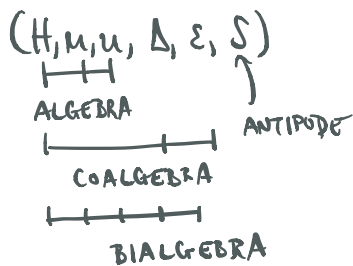 (H, μ, u, Δ, ε, S)
ALGEBRA
ANTIPODE
COALGEBRA
BIALGEBRA